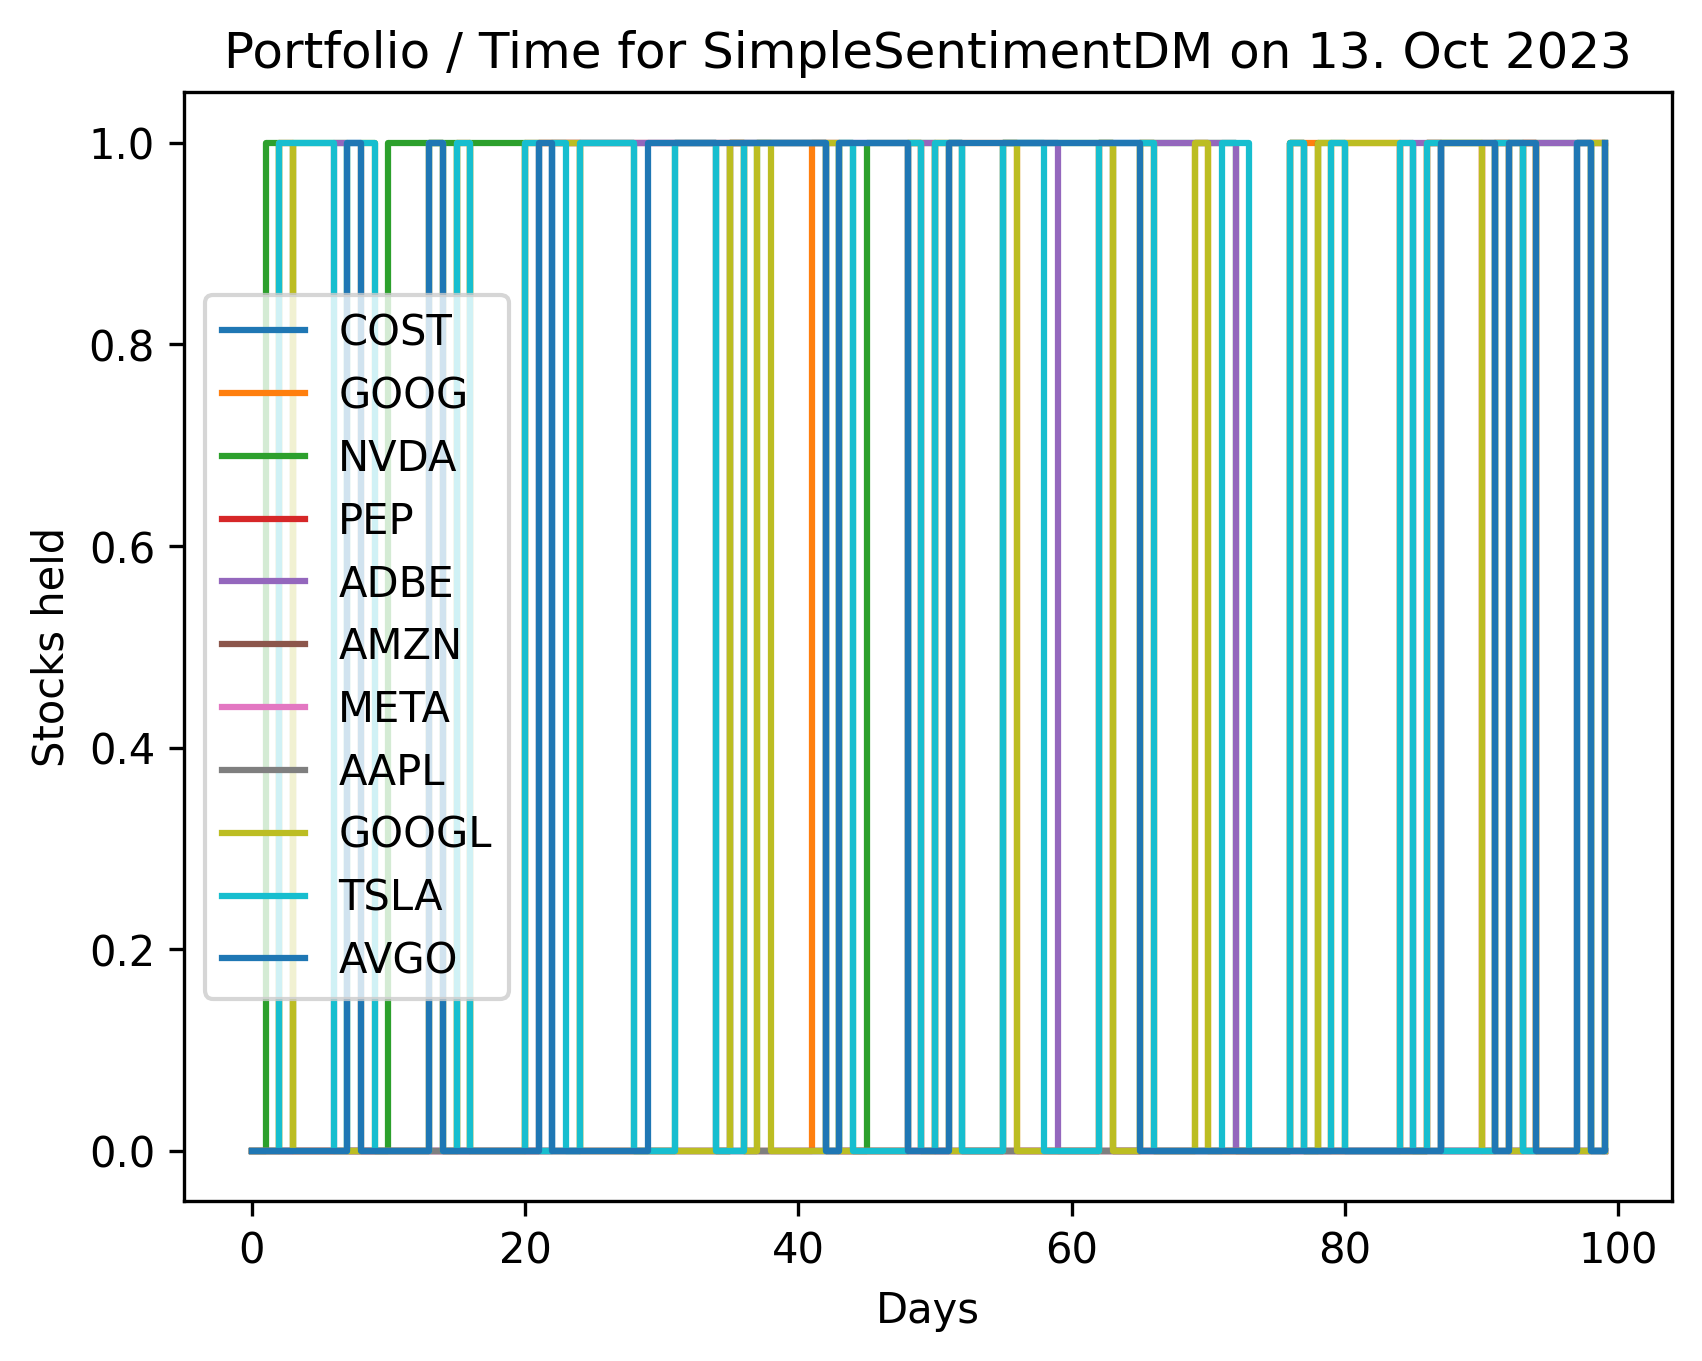 Portfolio / Time for SimpleSentimentDM on 13. Oct 2023
1.0
0.8
0.6
0.4
0.2
0.0
Stocks held
COST
GOOG
NVDA
PEP
ADBE
AMZN
META
AAPL
GOOGL
TSLA
AVGO
0 20 40 60 80 100
Days